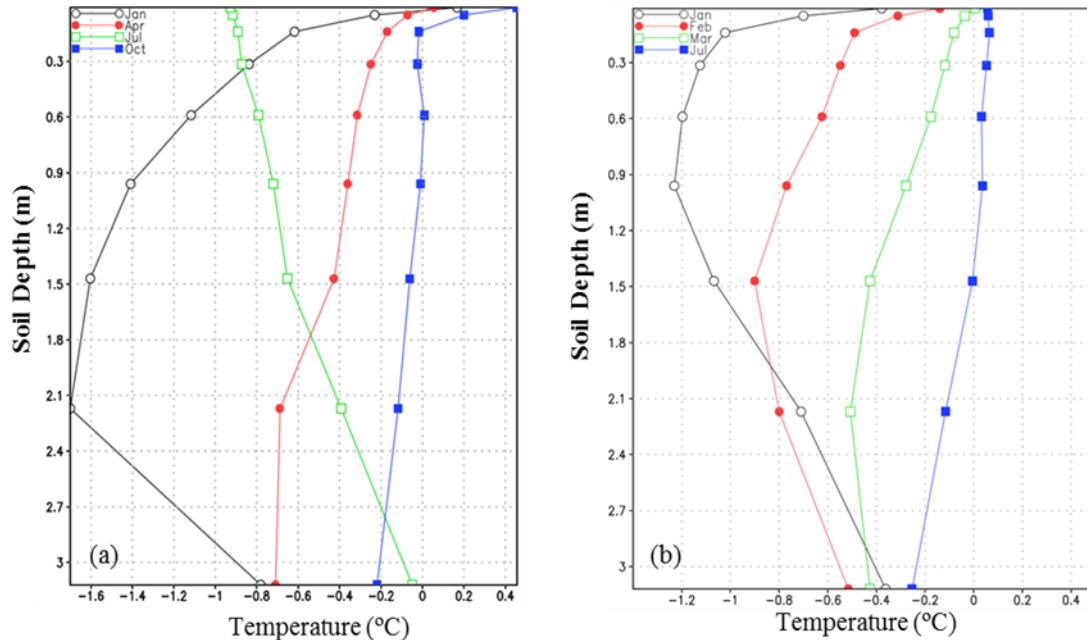 Jan
Apr
Jul
Oct
0.3
0.6
0.9
1.2
1.5
1.8
2.1
2.4
2.7
3
Soil Depth (m)
(a)
-1.6 -1.4 -1.2 -1 -0.8 -0.6 -0.4 -0.2 0 0.2 0.4
Temperature (ºC)
Jan
Feb
Mar
Jul
0.3
0.6
0.9
1.2
1.5
1.8
2.1
2.4
2.7
3
Soil Depth (m)
(b)
-1.2 -1 -0.8 -0.6 -0.4 -0.2 0 0.2 0.4
Temperature (ºC)